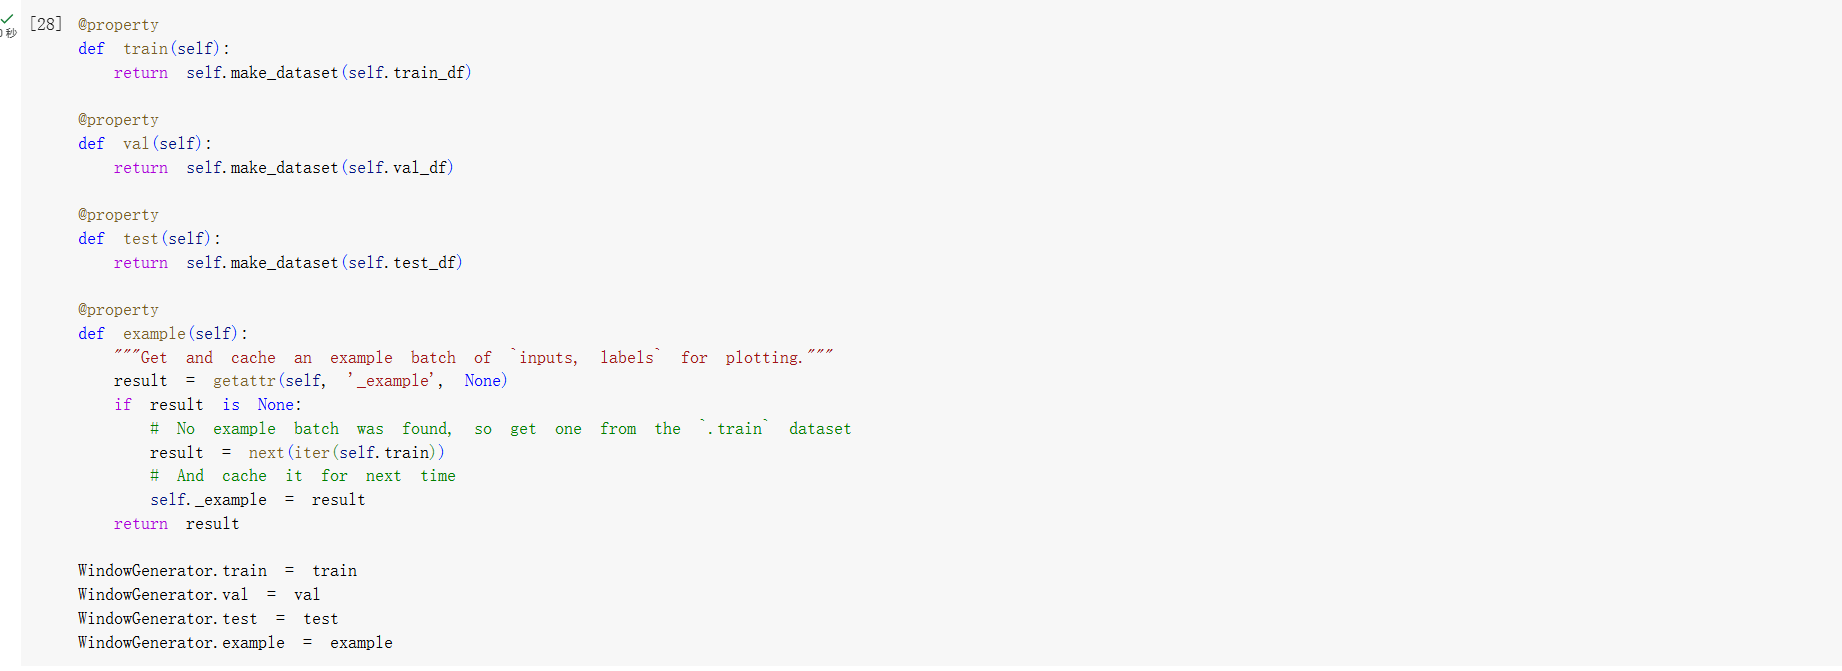 [28] @property
def train(self):
return self.make_dataset(self.train_df)
@property
def val(self):
return self.make_dataset(self.val_df)
@property
def test(self):
return self.make_dataset(self.test_df)
@property
def example(self):
"""Get and cache an example batch of `inputs, labels` for plotting."""
result = getattr(self, '_example', None)
if result is None:
# No example batch was found, so get one from the `.train` dataset
result = next(iter(self.train))
# And cache it for next time
self._example = result
return result
WindowGenerator.train = train
WindowGenerator.val = val
WindowGenerator.test = test
WindowGenerator.example = example